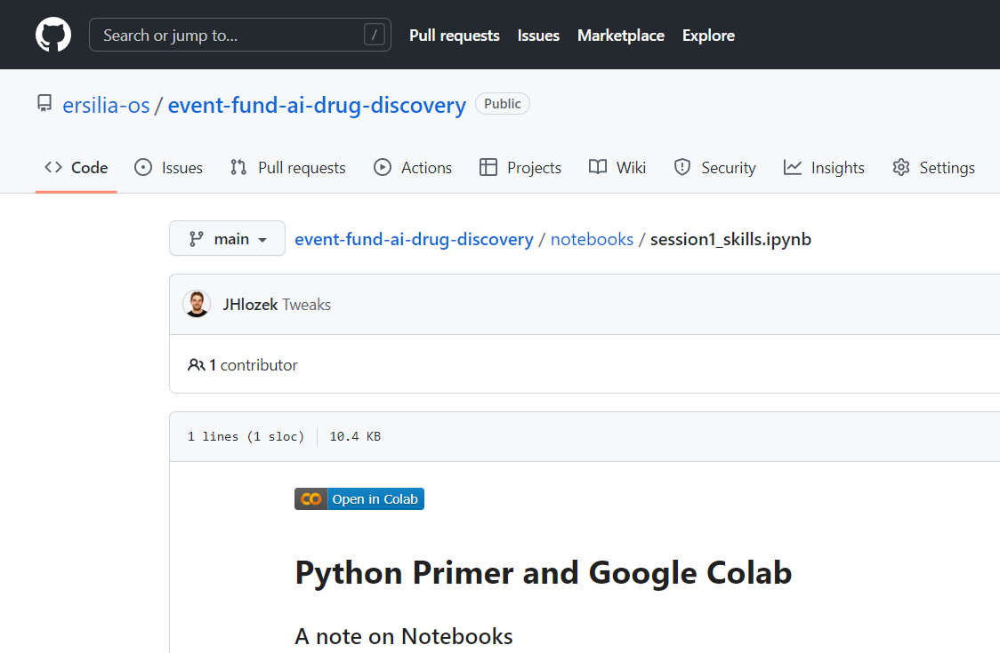 Search or jump to... / Pull requests Issues Marketplace Explore
ersilia-os / event-fund-ai-drug-discovery Public
Code Issues Pull requests Actions Projects Wiki Security Insights Settings
main event-fund-ai-drug-discovery / notebooks / session1_skills.ipynb
JHlozek Tweaks
1 contributor
1 lines (1 sloc) 10.4 KB
CO Open in Colab
Python Primer and Google Colab
A note on Notebooks